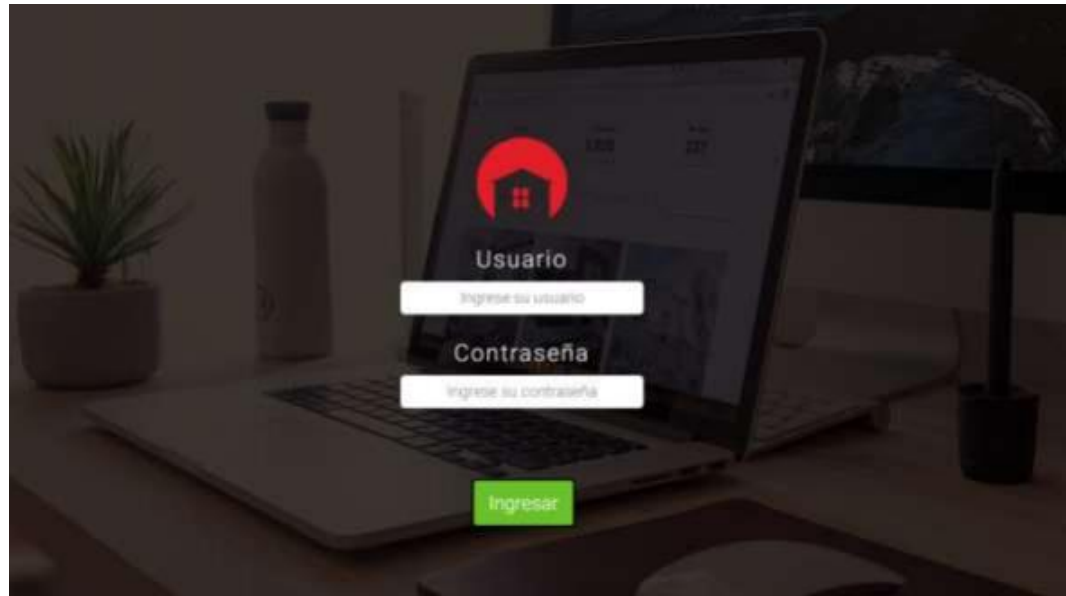 Usuario
Ingrese su usuario
Contraseña
Ingrese su contraseña
Ingresar